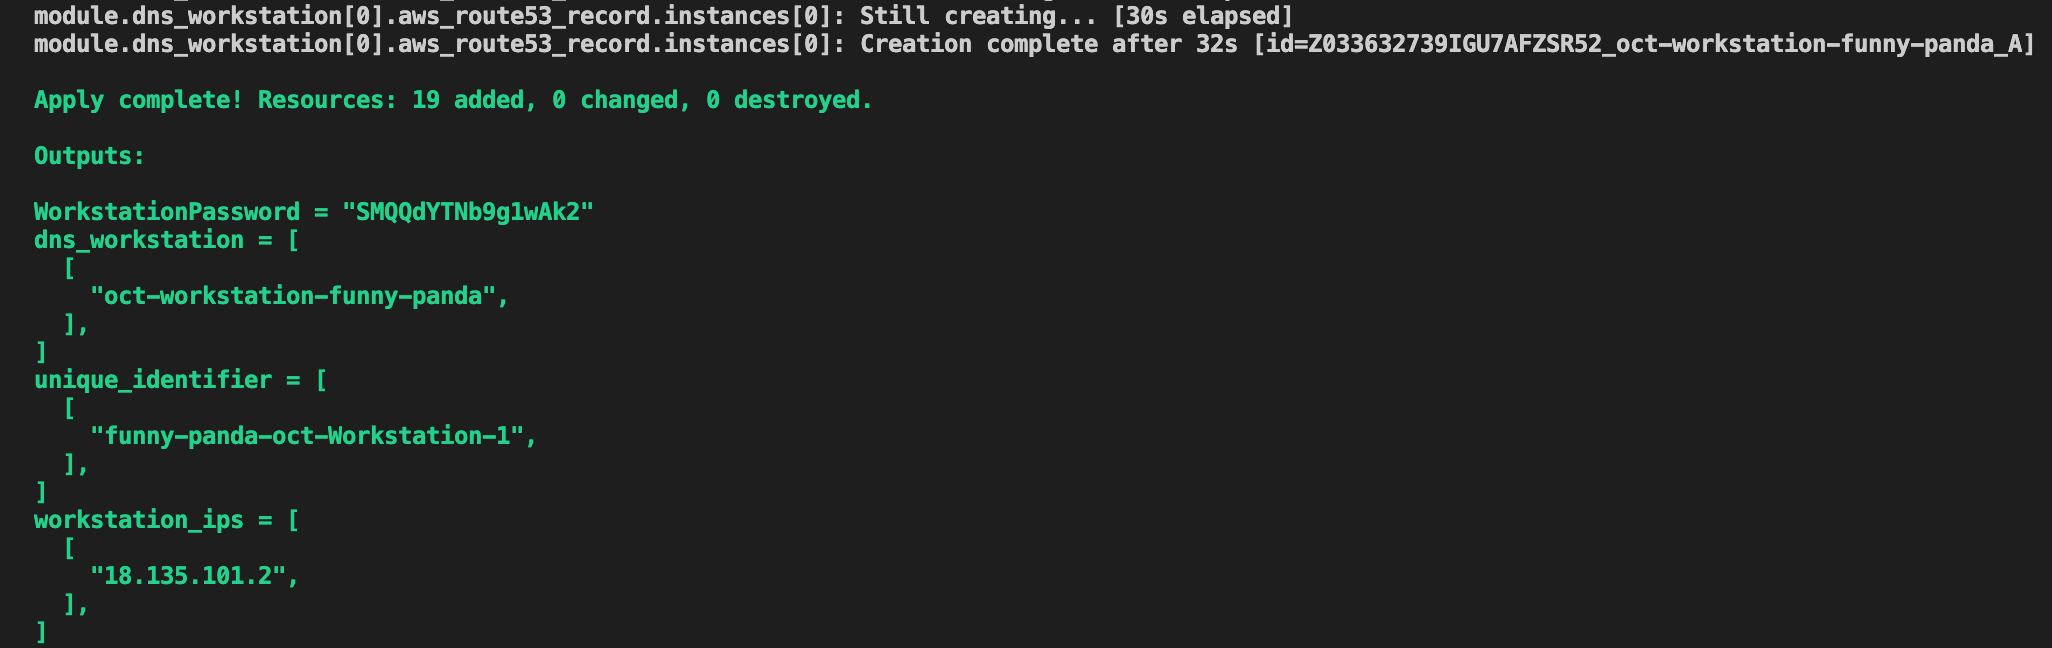 module.dns_workstation[0].aws_route53_record.instances[0]: Still creating... [30s elapsed]
module.dns_workstation[0].aws_route53_record.instances[0]: Creation complete after 32s [id=Z033632739IGU7AFZSR52_oct-workstation-funny-panda_A]
Apply complete! Resources: 19 added, 0 changed, 0 destroyed.
Outputs:
WorkstationPassword = "SMQQdYTNb9g1wAk2"
dns_workstation = [
  [
    "oct-workstation-funny-panda",
  ],
]
unique_identifier = [
  [
    "funny-panda-oct-Workstation-1",
  ],
]
workstation_ips = [
  [
    "18.135.101.2",
  ],
]